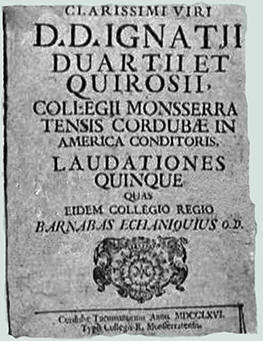 CLARISSIMI VIRI
D.D. IGNATJI
DUARTII ET
QUIROSII,
COLLEGII MONSSERRA
TENSIS CORDUBÆ IN
AMERICA CONDITORIS,
LAUDATIONES
QUINQUE
QUAS
EIDEM COLLEGIO REGIO
BARNABAS ECHANIQUIUS O.D.
Cordubæ Tucumanorum Anno MDCCLXVI.
Typis Collegii R. Monserratensis